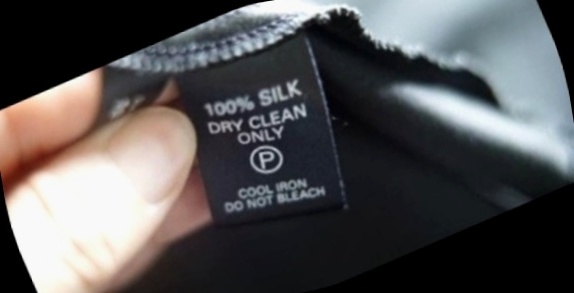 100% SILK
DRY CLEAN
ONLY
P
COOL IRON
DO NOT BLEACH